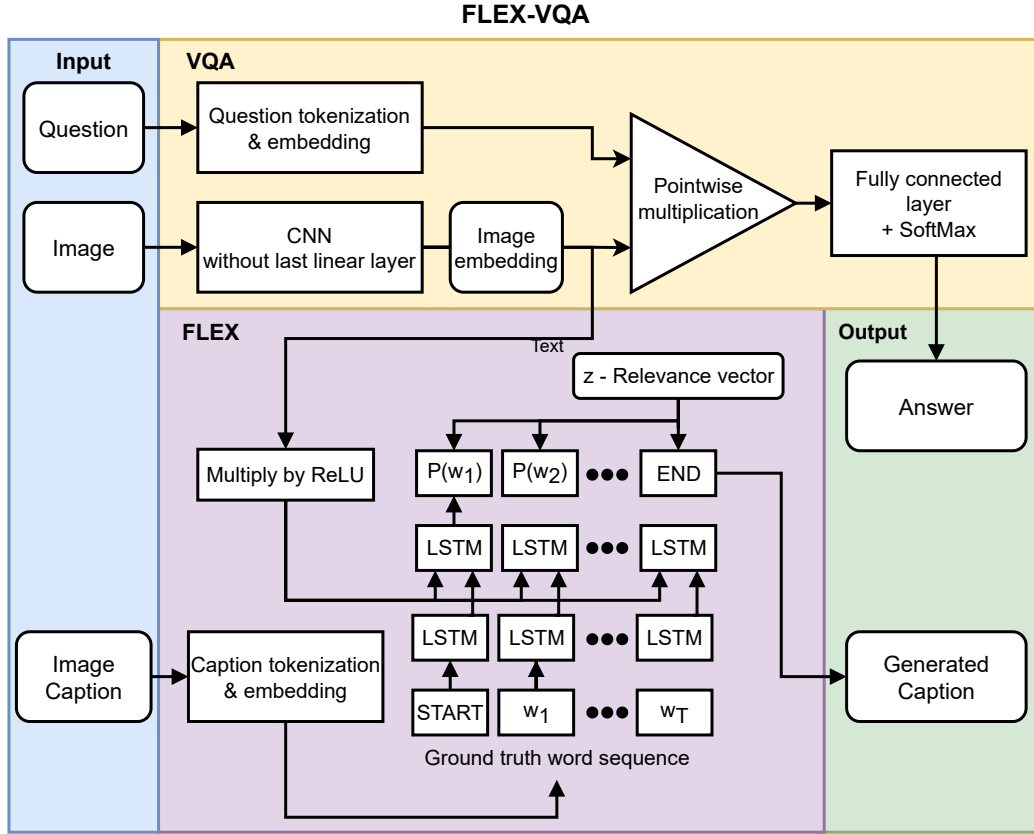 FLEX-VQA
Input
VQA
Question
Question tokenization
& embedding
Pointwise
multiplication
Fully connected
layer
+ SoftMax
Image
CNN
without last linear layer
Image
embedding
FLEX
Output
Text
z - Relevance vector
Answer
Multiply by ReLU
P(w1)
P(w2)
END
LSTM
LSTM
LSTM
LSTM
LSTM
LSTM
Image
Caption
Caption tokenization
& embedding
START
w1
wT
Generated
Caption
Ground truth word sequence